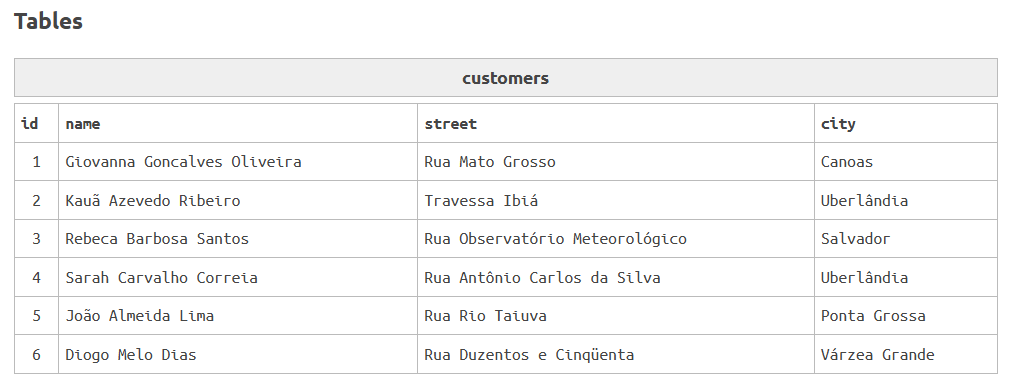 Tables
customers
id name street city
1 Giovanna Goncalves Oliveira Rua Mato Grosso Canoas
2 Kauã Azevedo Ribeiro Travessa Ibiá Uberlândia
3 Rebeca Barbosa Santos Rua Observatório Meteorológico Salvador
4 Sarah Carvalho Correia Rua Antônio Carlos da Silva Uberlândia
5 João Almeida Lima Rua Rio Taiuva Ponta Grossa
6 Diogo Melo Dias Rua Duzentos e Cinqüenta Várzea Grande